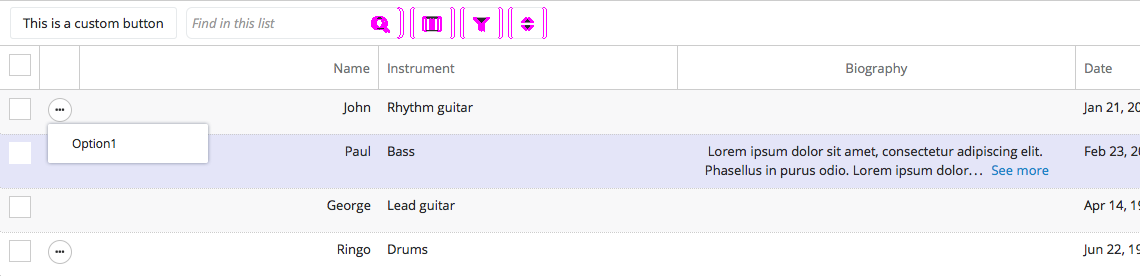 This is a custom button
Find in this list
Name Instrument Biography Date
John Rhythm guitar Jan 21, 20
Option1
Paul Bass Lorem ipsum dolor sit amet, consectetur adipiscing elit. Feb 23, 20
Phasellus in purus odio. Lorem ipsum dolor... See more
George Lead guitar Apr 14, 19
Ringo Drums Jun 22, 19